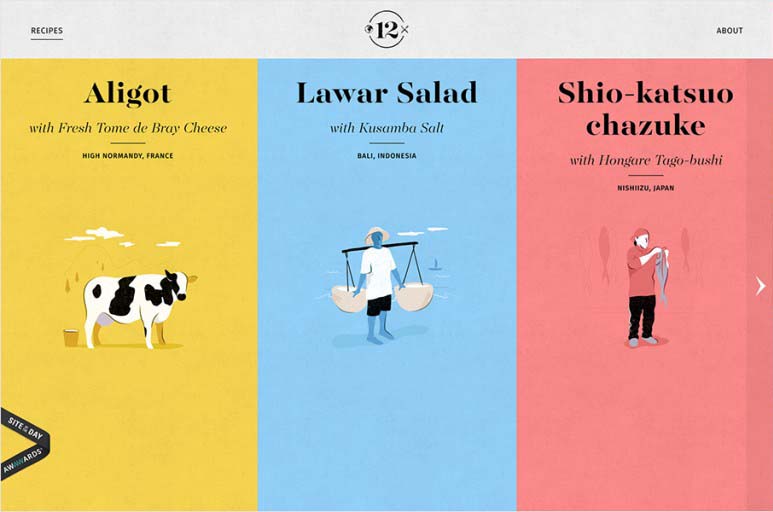 RECIPES
12
ABOUT
Aligot
with Fresh Tome de Bray Cheese
HIGH NORMANDY, FRANCE
Lawar Salad
with Kusamba Salt
BALI, INDONESIA
Shio-katsuo
chazuke
with Hongare Tago-bushi
NISHIIZU, JAPAN
SITE OF THE DAY
AWWWARDS